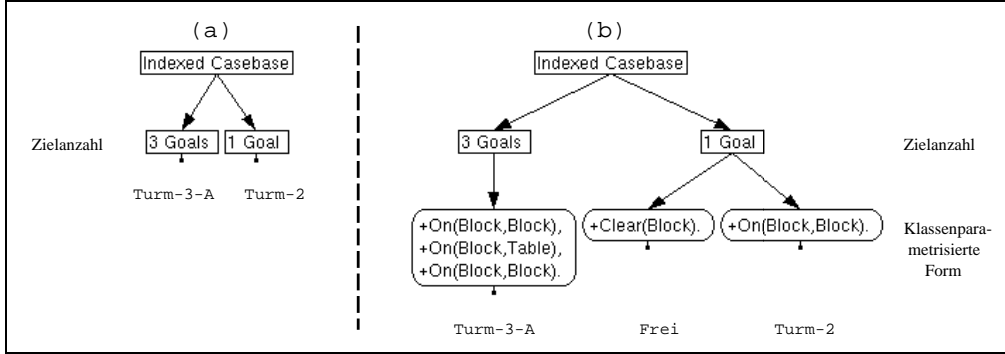 (a)
Indexed Casebase
Zielanzahl
3 Goals
1 Goal
Turm-3-A
Turm-2
(b)
Indexed Casebase
3 Goals
1 Goal
Zielanzahl
+On(Block,Block),
+On(Block,Table),
+On(Block,Block).
+Clear(Block).
+On(Block,Block).
Klassenpara-
metrisierte
Form
Turm-3-A
Frei
Turm-2